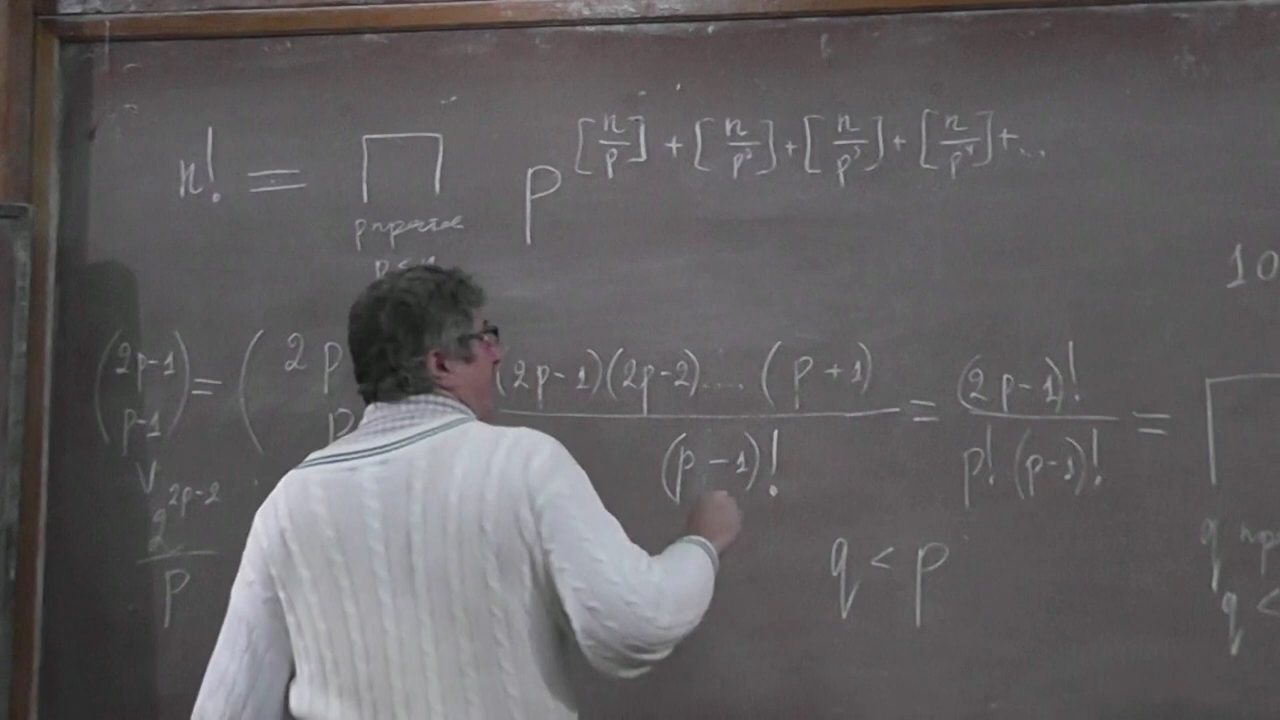 n! = ∏ p^{[n/p] + [n/p²] + [n/p³] + [n/p⁴] + ...}
p простое
p ≤ n
10
(2p-1 / p-1) = ( 2p / p (2p-1)(2p-2).... (p+1) / (p-1)! = (2p-1)! / p! (p-1)! =
∨
2^{2p-2} / p
q < p
q
q <